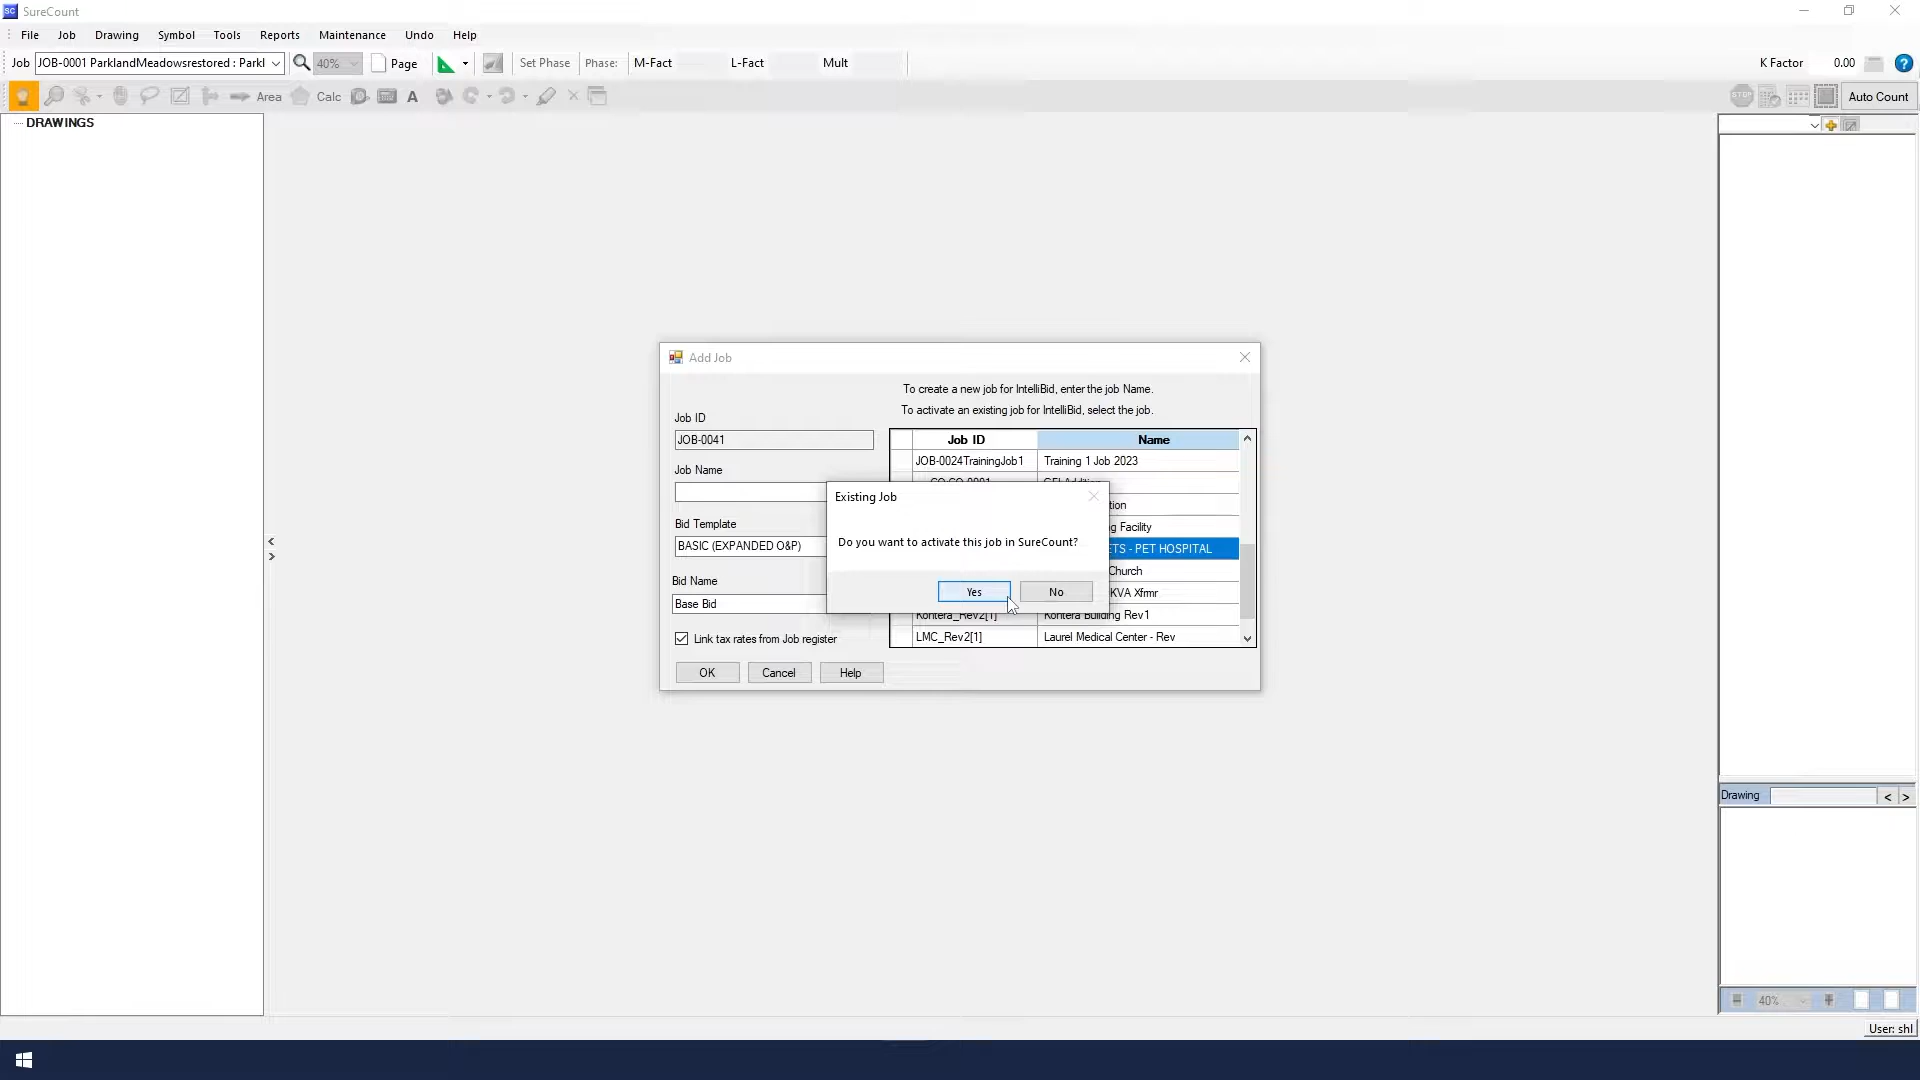 SC SureCount
File Job Drawing Symbol Tools Reports Maintenance Undo Help
Job JOB-0001 ParklandMeadowsrestored : Parkl 40% Page Set Phase Phase: M-Fact L-Fact Mult K Factor 0.00 ?
Area Calc A STOP Auto Count
DRAWINGS
Add Job
To create a new job for IntelliBid, enter the job Name.
To activate an existing job for IntelliBid, select the job.
Job ID
JOB-0041
Job Name
Bid Template
BASIC (EXPANDED O&P)
Bid Name
Base Bid
Link tax rates from Job register
OK Cancel Help
Job ID Name
JOB-0024TrainingJob1 Training 1 Job 2023
tion
g Facility
ETS - PET HOSPITAL
Church
KVA Xfrmr
Kontera_Rev2[1] Kontera Building Rev1
LMC_Rev2[1] Laurel Medical Center - Rev
Existing Job
Do you want to activate this job in SureCount?
Yes No
Drawing < >
40%
User: shl